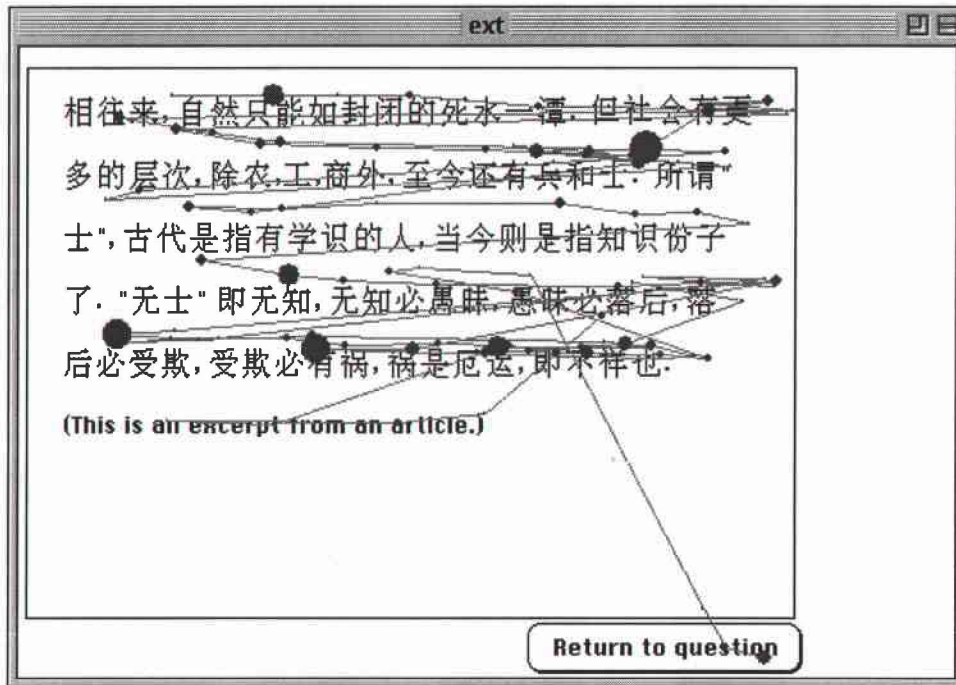 ext
相往来,自然只能如封闭的死水一潭.但社会有更
多的层次,除农,工,商外,至今还有兵和士.所谓"
士",古代是指有学识的人,当今则是指知识份子
了."无士"即无知,无知必愚昧,愚昧必落后,落
后必受欺,受欺必有祸,祸是厄运,即不祥也.
(This is an excerpt from an article.)
Return to question